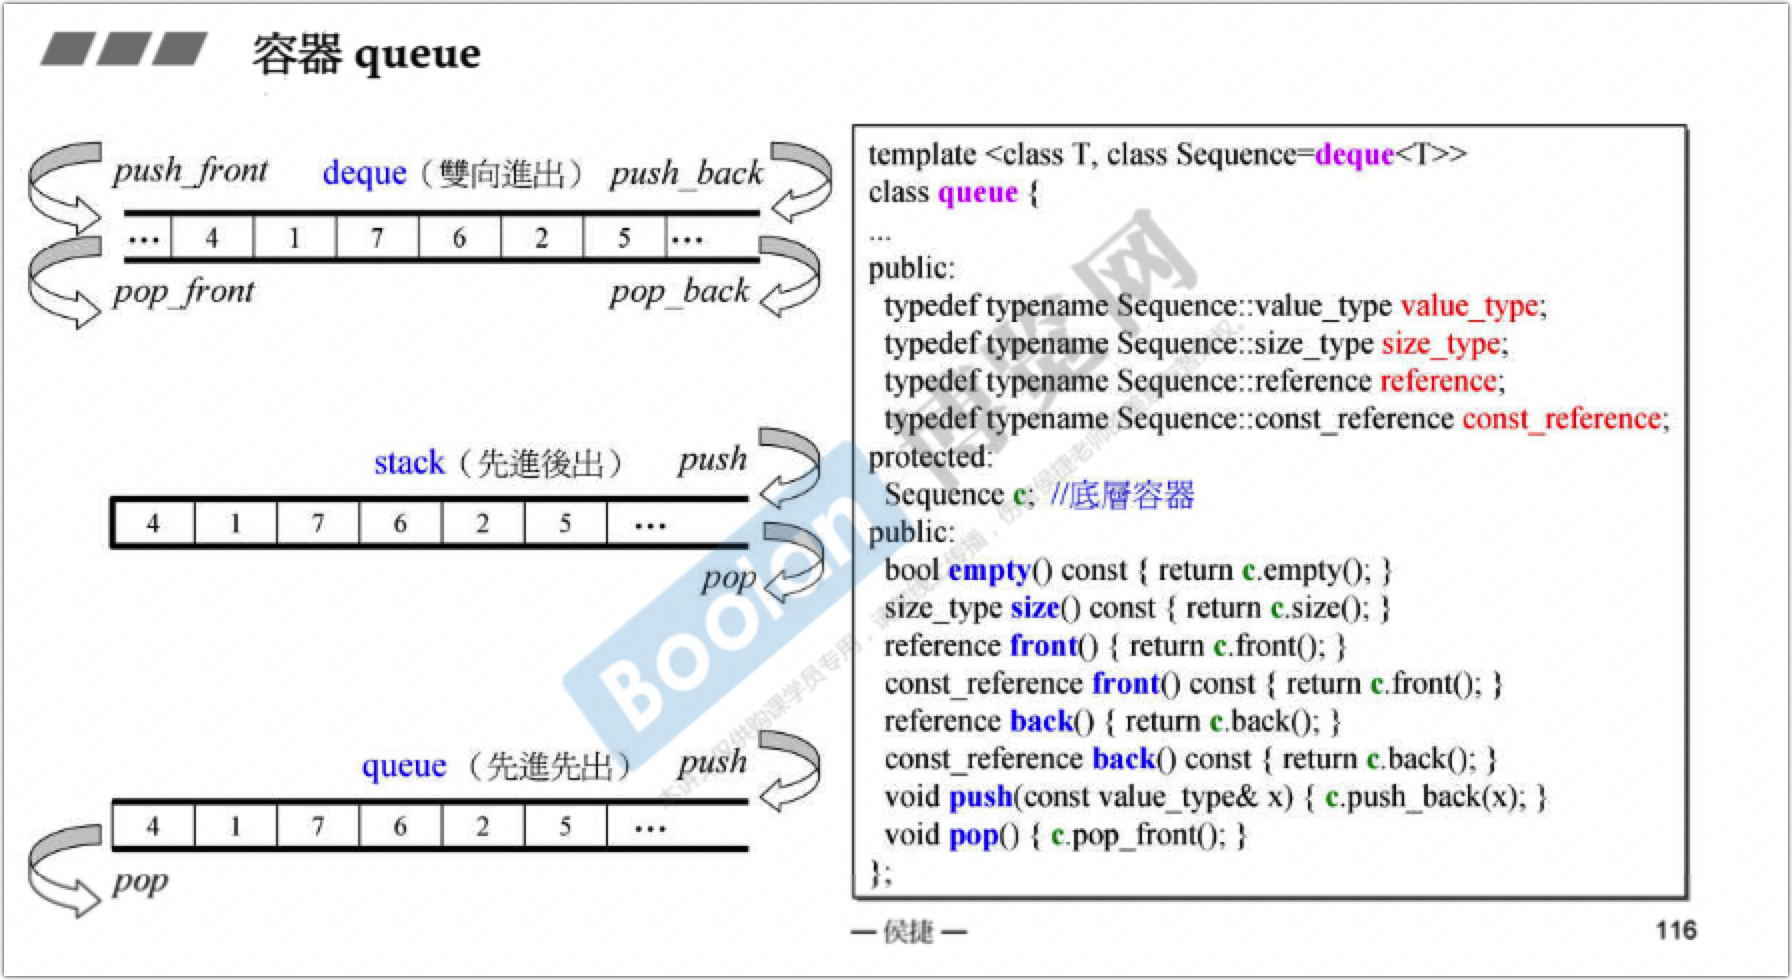 容器 queue
push_front deque（雙向進出） push_back
... 4 1 7 6 2 5 ...
pop_front pop_back
stack（先進後出） push
4 1 7 6 2 5 ...
pop
queue （先進先出） push
4 1 7 6 2 5 ...
pop
template <class T, class Sequence=deque<T>>
class queue {
...
public:
typedef typename Sequence::value_type value_type;
typedef typename Sequence::size_type size_type;
typedef typename Sequence::reference reference;
typedef typename Sequence::const_reference const_reference;
protected:
Sequence c; //底層容器
public:
bool empty() const { return c.empty(); }
size_type size() const { return c.size(); }
reference front() { return c.front(); }
const_reference front() const { return c.front(); }
reference back() { return c.back(); }
const_reference back() const { return c.back(); }
void push(const value_type& x) { c.push_back(x); }
void pop() { c.pop_front(); }
};
— 侯捷 —
116
Boolan 博览网